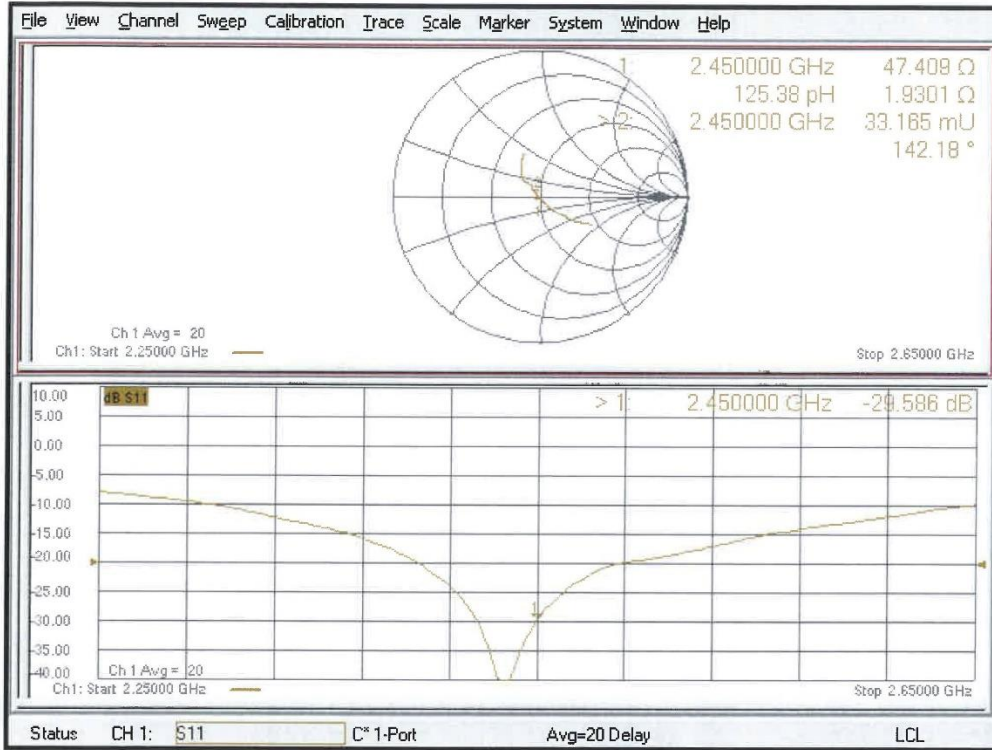 File View Channel Sweep Calibration Trace Scale Marker System Window Help
1: 2.450000 GHz 47.409 Ω
125.38 pH 1.9301 Ω
> 2: 2.450000 GHz 33.165 mU
142.18 °
Ch 1 Avg = 20
Ch1: Start 2.25000 GHz
Stop 2.65000 GHz
10.00
dB S11
> 1: 2.450000 GHz -29.586 dB
5.00
0.00
-5.00
-10.00
-15.00
-20.00
-25.00
1
-30.00
-35.00
-40.00
Ch 1 Avg = 20
Ch1: Start 2.25000 GHz
Stop 2.65000 GHz
Status CH 1: S11 C* 1-Port Avg=20 Delay LCL